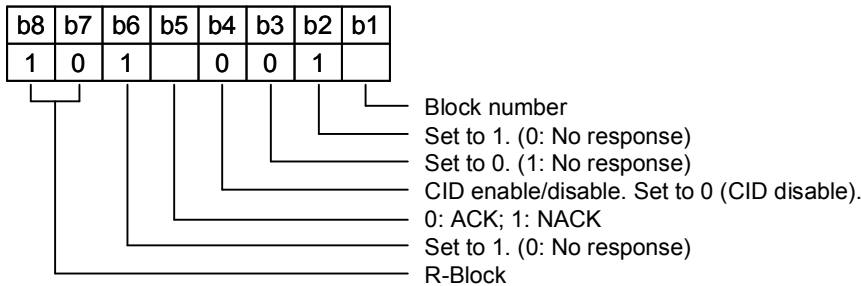 b8 b7 b6 b5 b4 b3 b2 b1
1 0 1 0 0 1
Block number
Set to 1. (0: No response)
Set to 0. (1: No response)
CID enable/disable. Set to 0 (CID disable).
0: ACK; 1: NACK
Set to 1. (0: No response)
R-Block